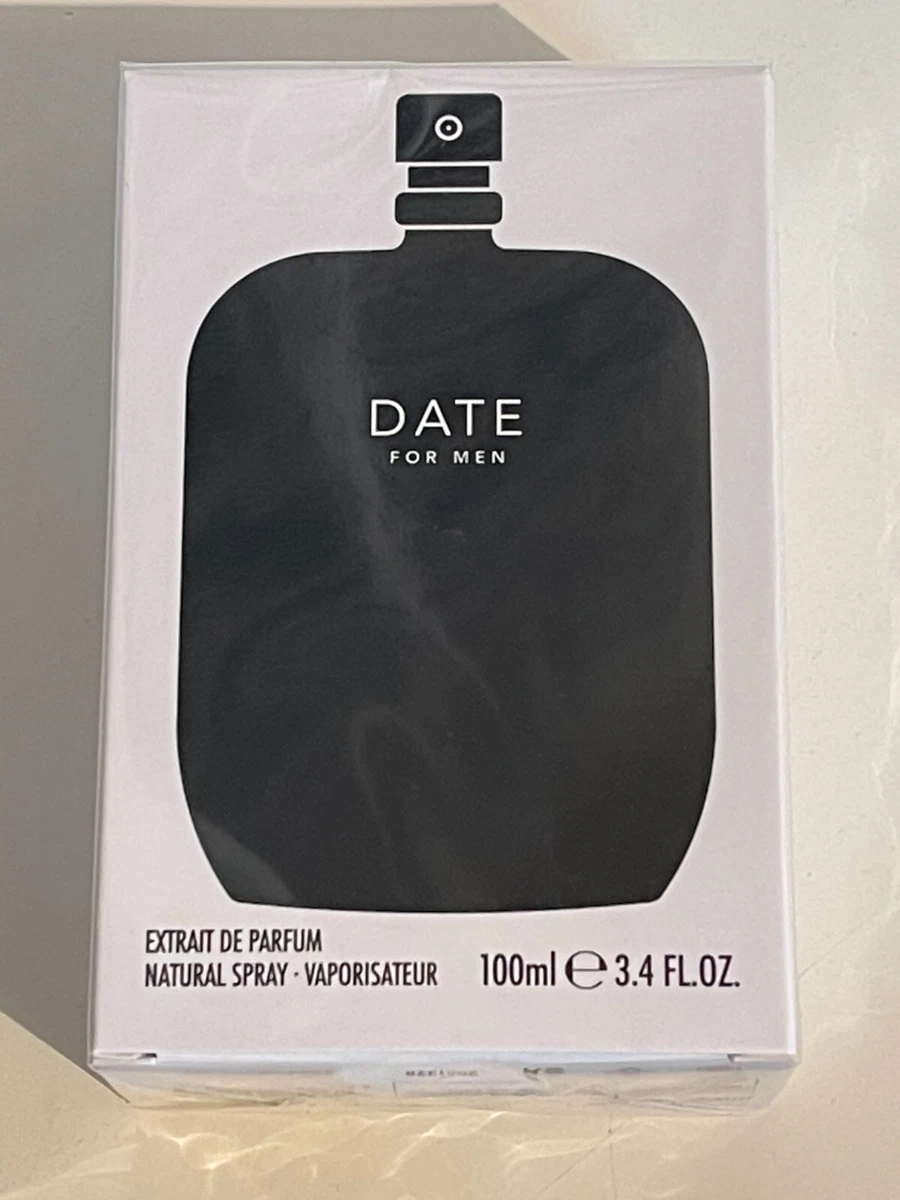 DATE
FOR MEN
EXTRAIT DE PARFUM
NATURAL SPRAY · VAPORISATEUR
100ml ℮ 3.4 FL.OZ.